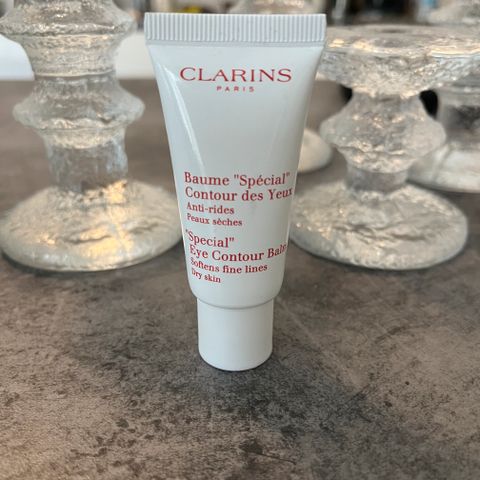 CLARINS
PARIS
Baume "Spécial"
Contour des Yeux
Anti-rides
Peaux sèches
"Special"
Eye Contour Balm
Softens fine lines
Dry skin